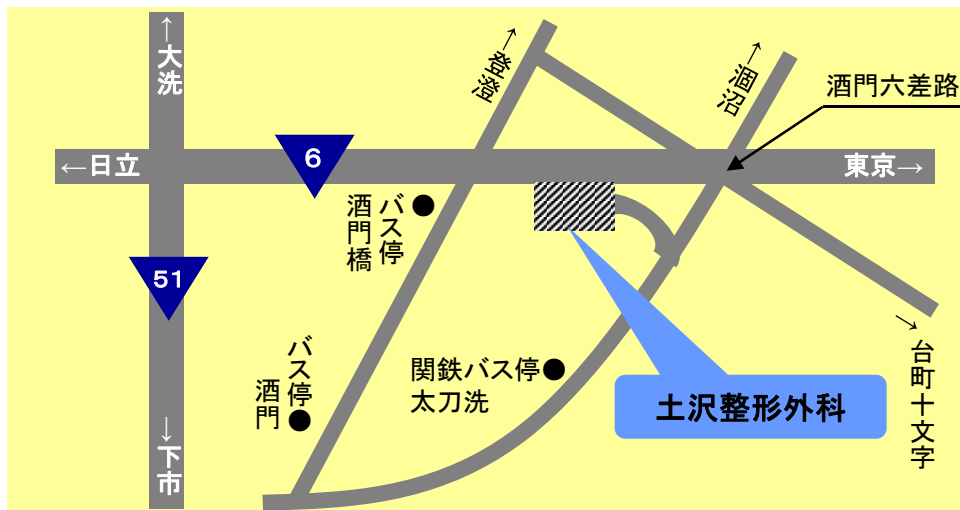 ↑大洗
→登澄
→涸沼
酒門六差路
←日立
6
東京→
バス停
酒門橋
51
バス停
酒門
関鉄バス停
太刀洗
土沢整形外科
→台町十文字
↓下市